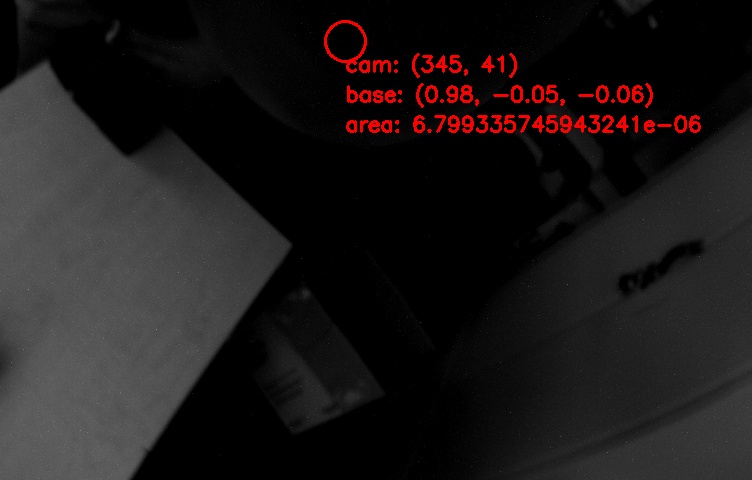 cam: (345, 41)
base: (0.98, -0.05, -0.06)
area: 6.799335745943241e-06